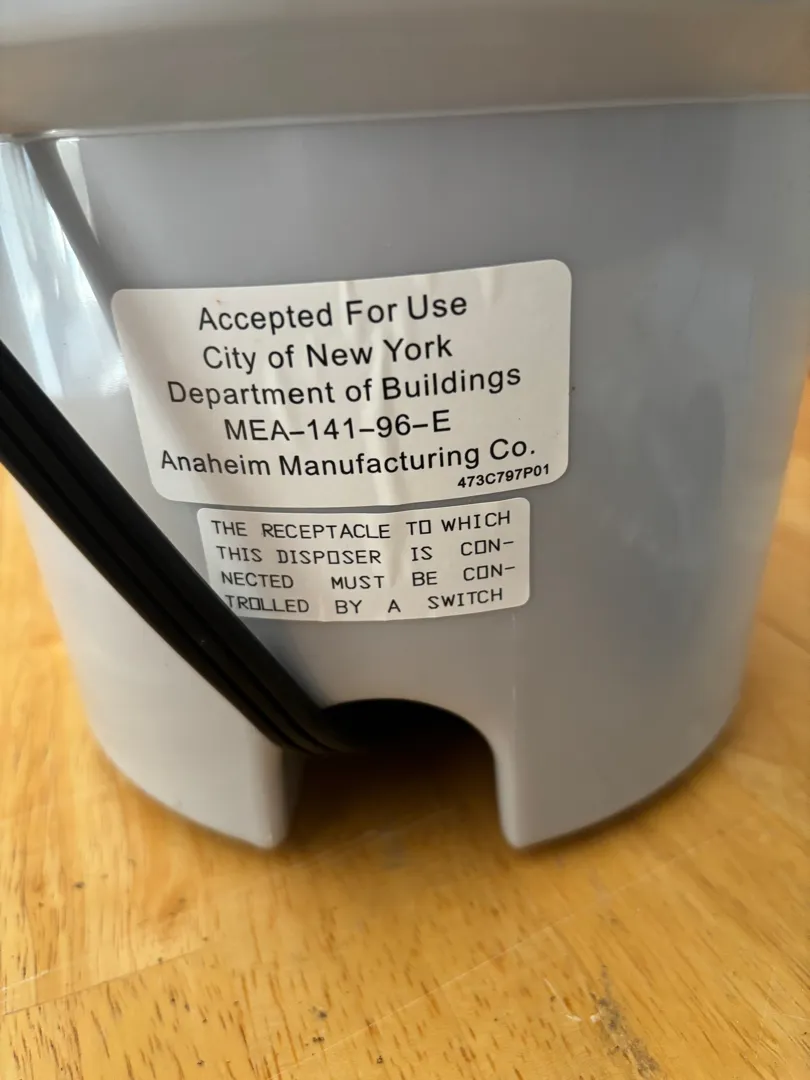 Accepted For Use
City of New York
Department of Buildings
MEA-141-96-E
Anaheim Manufacturing Co.
473C797P01
THE RECEPTACLE TO WHICH
THIS DISPOSER IS CON-
NECTED MUST BE CON-
TROLLED BY A SWITCH